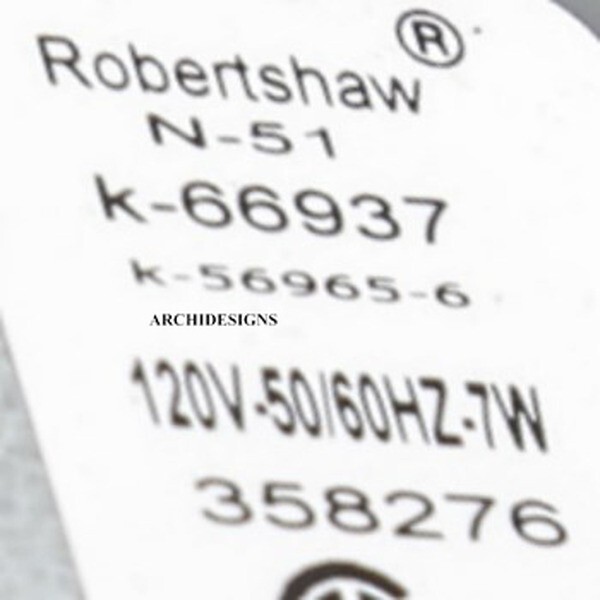 Robertshaw®
N-51
K-66937
K-56965-6
ARCHIDESIGNS
120V-50/60HZ-7W
358276